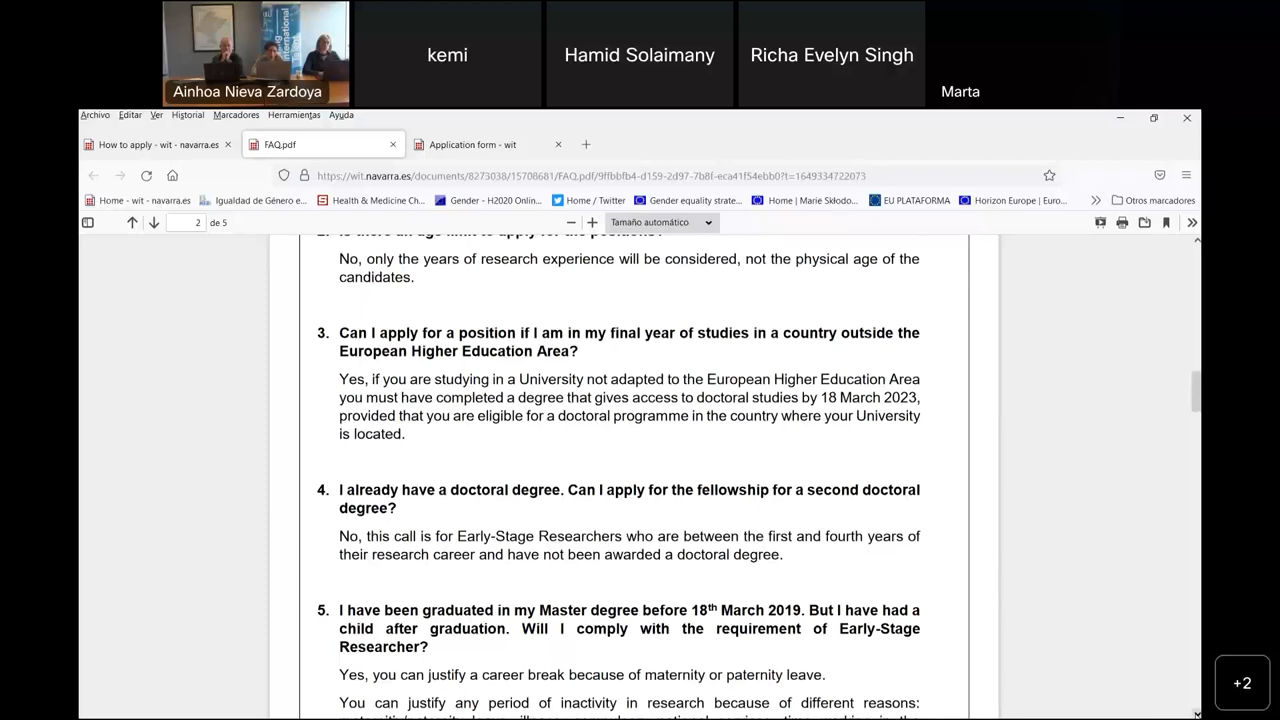 International
Ainhoa Nieva Zardoya
kemi
Hamid Solaimany
Richa Evelyn Singh
Marta
Archivo Editar Ver Historial Marcadores Herramientas Ayuda
How to apply - wit - navarra.es
FAQ.pdf
Application form - wit
https://wit.navarra.es/documents/8273038/15708681/FAQ.pdf/9ffbbfb4-d159-2d97-7b8f-eca41f54ebb0?t=1649334722073
Home - wit - navarra.es Igualdad de Género e... Health & Medicine Ch... Gender - H2020 Onlin... Home / Twitter Gender equality strate... Home | Marie Skłodo... EU PLATAFORMA Horizon Europe | Euro... Otros marcadores
2 de 5 Tamaño automático
No, only the years of research experience will be considered, not the physical age of the
candidates.
3. Can I apply for a position if I am in my final year of studies in a country outside the
European Higher Education Area?
Yes, if you are studying in a University not adapted to the European Higher Education Area
you must have completed a degree that gives access to doctoral studies by 18 March 2023,
provided that you are eligible for a doctoral programme in the country where your University
is located.
4. I already have a doctoral degree. Can I apply for the fellowship for a second doctoral
degree?
No, this call is for Early-Stage Researchers who are between the first and fourth years of
their research career and have not been awarded a doctoral degree.
5. I have been graduated in my Master degree before 18th March 2019. But I have had a
child after graduation. Will I comply with the requirement of Early-Stage
Researcher?
Yes, you can justify a career break because of maternity or paternity leave.
You can justify any period of inactivity in research because of different reasons:
+2